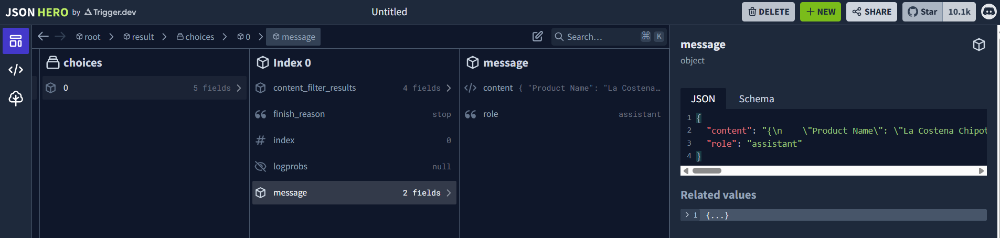 JSON HERO by Trigger.dev
Untitled
DELETE
NEW
SHARE
Star
10.1k
root
result
choices
0
message
Search…
⌘
K
choices
0
5 fields
Index 0
content_filter_results
4 fields
finish_reason
stop
index
0
logprobs
null
message
2 fields
message
content
{ "Product Name": "La Costena…
role
assistant
message
object
JSON
Schema
1 {
2 "content": "{\n    \"Product Name\": \"La Costena Chipot
3 "role": "assistant"
4 }
Related values
1 {...}